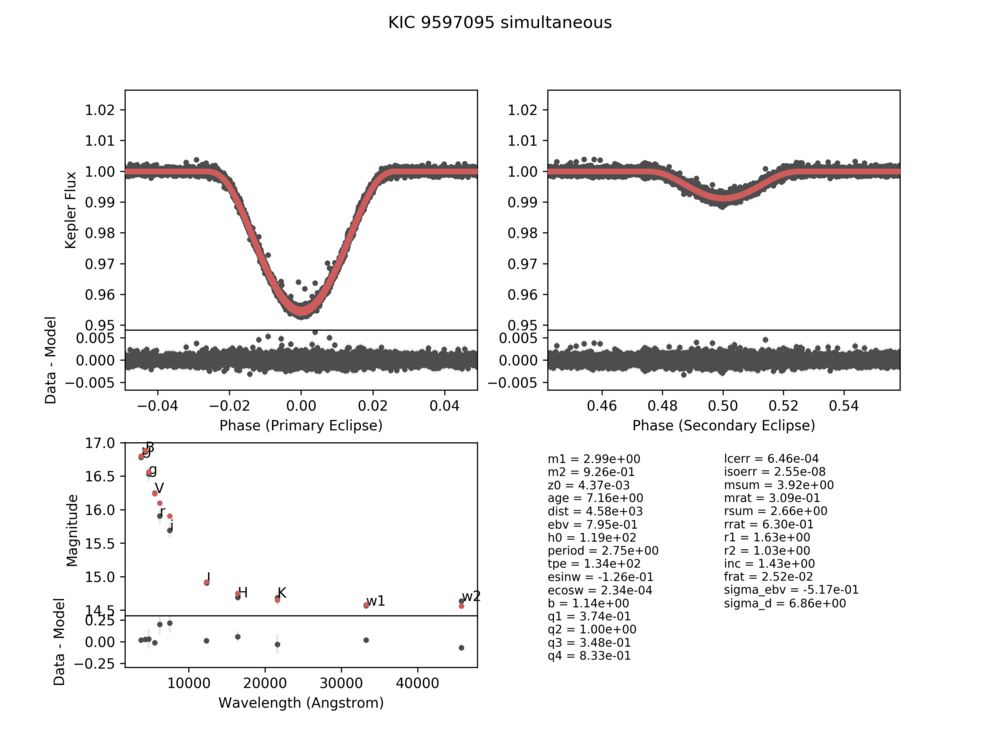 KIC 9597095 simultaneous
Kepler Flux
1.02
1.01
1.00
0.99
0.98
0.97
0.96
0.95
Data - Model
0.005
0.000
−0.005
−0.04
−0.02
0.00
0.02
0.04
Phase (Primary Eclipse)
1.02
1.01
1.00
0.99
0.98
0.97
0.96
0.95
0.005
0.000
−0.005
0.46
0.48
0.50
0.52
0.54
Phase (Secondary Eclipse)
Magnitude
17.0
16.5
16.0
15.5
15.0
14.5
B
g
V
r
i
J
H
K
w1
w2
Data - Model
0.25
0.00
−0.25
10000
20000
30000
40000
Wavelength (Angstrom)
m1 = 2.99e+00
m2 = 9.26e-01
z0 = 4.37e-03
age = 7.16e+00
dist = 4.58e+03
ebv = 7.95e-01
h0 = 1.19e+02
period = 2.75e+00
tpe = 1.34e+02
esinw = -1.26e-01
ecosw = 2.34e-04
b = 1.14e+00
q1 = 3.74e-01
q2 = 1.00e+00
q3 = 3.48e-01
q4 = 8.33e-01
lcerr = 6.46e-04
isoerr = 2.55e-08
msum = 3.92e+00
mrat = 3.09e-01
rsum = 2.66e+00
rrat = 6.30e-01
r1 = 1.63e+00
r2 = 1.03e+00
inc = 1.43e+00
frat = 2.52e-02
sigma_ebv = -5.17e-01
sigma_d = 6.86e+00